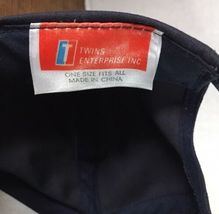 TWINS
ENTERPRISE INC
ONE SIZE FITS ALL
MADE IN CHINA